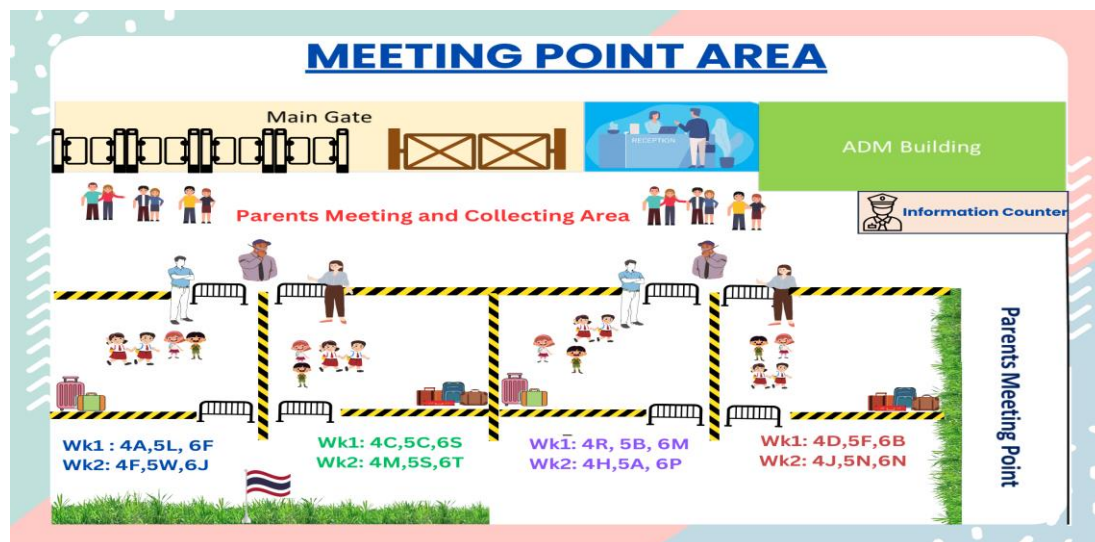 MEETING POINT AREA
Main Gate
RECEPTION
ADM Building
Information Counter
Parents Meeting and Collecting Area
Parents Meeting Point
Wk1 : 4A,5L, 6F
Wk2: 4F,5W,6J
Wk1: 4C,5C,6S
Wk2: 4M,5S,6T
Wk1: 4R, 5B, 6M
Wk2: 4H,5A, 6P
Wk1: 4D,5F,6B
Wk2: 4J,5N,6N